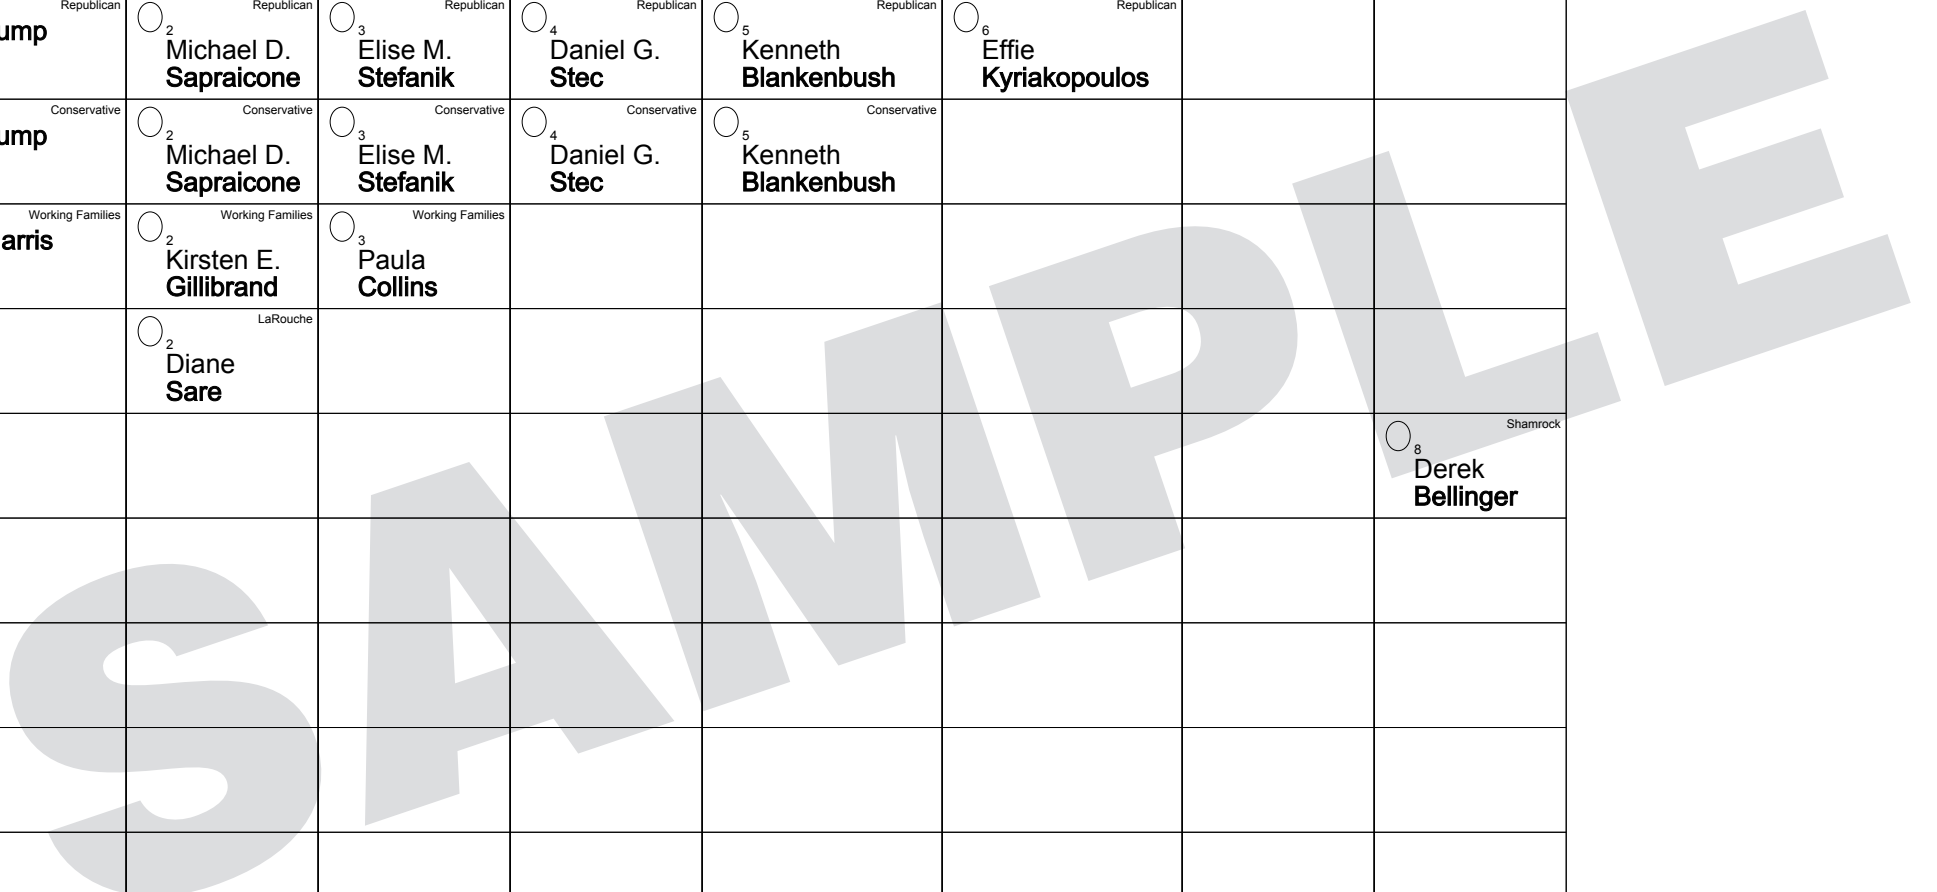 Republican
ump
Republican
2
Michael D.
Sapraicone
Republican
3
Elise M.
Stefanik
Republican
4
Daniel G.
Stec
Republican
5
Kenneth
Blankenbush
Republican
6
Effie
Kyriakopoulos
Conservative
ump
Conservative
2
Michael D.
Sapraicone
Conservative
3
Elise M.
Stefanik
Conservative
4
Daniel G.
Stec
Conservative
5
Kenneth
Blankenbush
Working Families
arris
Working Families
2
Kirsten E.
Gillibrand
Working Families
3
Paula
Collins
LaRouche
2
Diane
Sare
Shamrock
8
Derek
Bellinger
SAMPLE